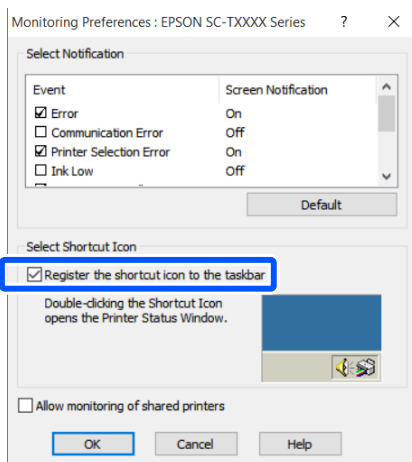 Monitoring Preferences : EPSON SC-TXXXX Series ? ×
Select Notification
Event Screen Notification
Error On
Communication Error Off
Printer Selection Error On
Ink Low Off
Default
Select Shortcut Icon
Register the shortcut icon to the taskbar
Double-clicking the Shortcut Icon
opens the Printer Status Window.
Allow monitoring of shared printers
OK Cancel Help